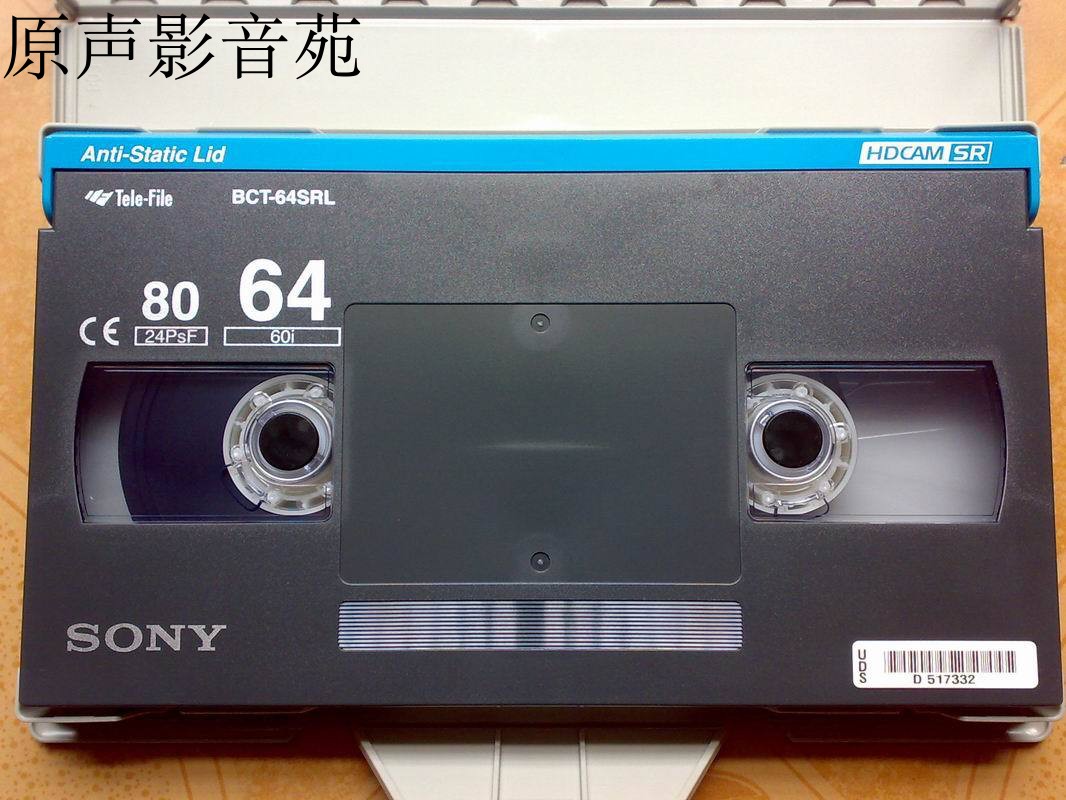 原声影音苑
Anti-Static Lid
HDCAM SR
Tele-File
BCT-64SRL
80
64
CE
24PsF
60i
SONY
UDS
D 517332